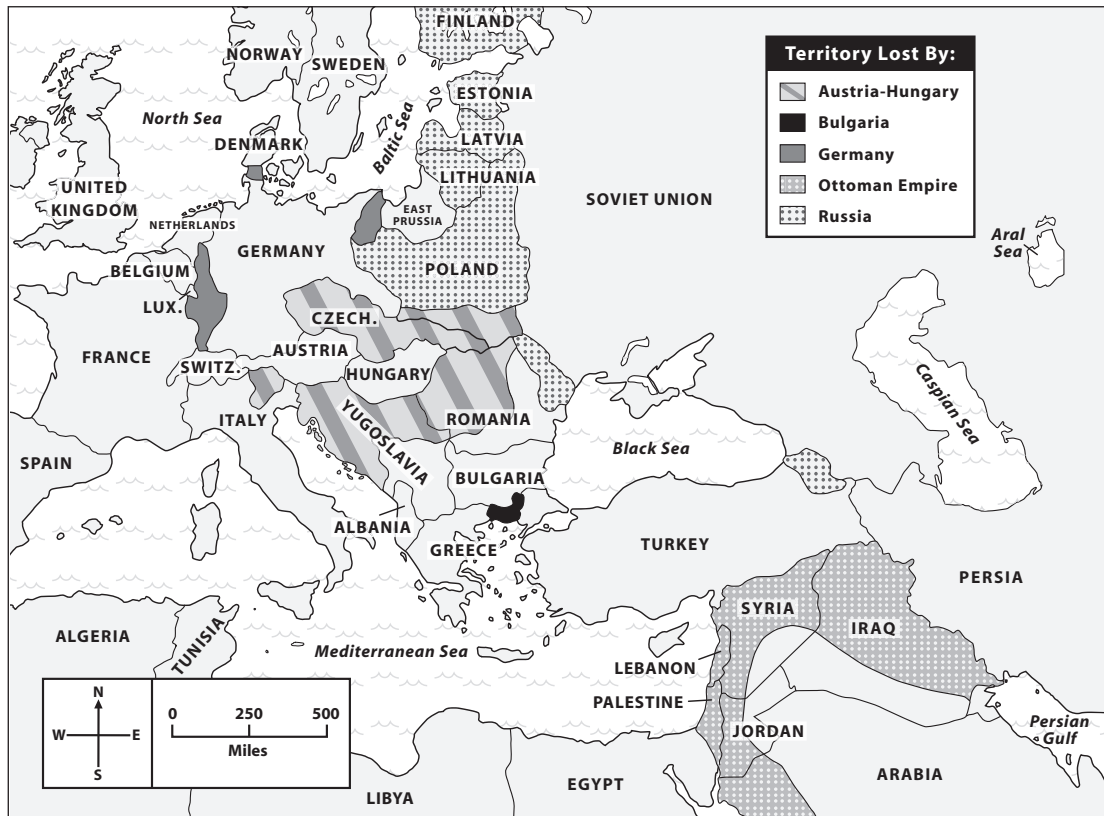 FINLAND
NORWAY
SWEDEN
Territory Lost By:
Austria-Hungary
Bulgaria
Germany
Ottoman Empire
Russia
ESTONIA
North Sea
Baltic Sea
DENMARK
LATVIA
LITHUANIA
UNITED
KINGDOM
EAST
PRUSSIA
SOVIET UNION
NETHERLANDS
Aral
Sea
GERMANY
BELGIUM
POLAND
LUX.
CZECH.
FRANCE
AUSTRIA
SWITZ.
HUNGARY
Caspian Sea
ITALY
YUGOSLAVIA
ROMANIA
Black Sea
SPAIN
BULGARIA
ALBANIA
GREECE
TURKEY
PERSIA
SYRIA
IRAQ
ALGERIA
TUNISIA
Mediterranean Sea
LEBANON
PALESTINE
N
W
E
S
0
250
500
Miles
JORDAN
Persian
Gulf
ARABIA
EGYPT
LIBYA